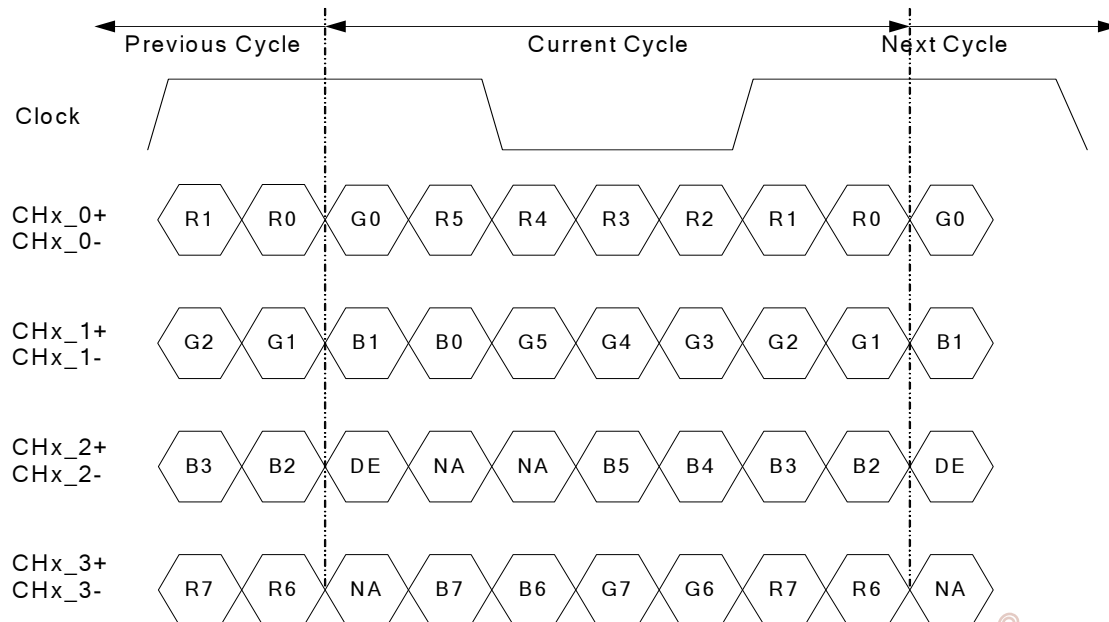 Previous Cycle Current Cycle Next Cycle
Clock
CHx_0+
CHx_0-
R1 R0 G0 R5 R4 R3 R2 R1 R0 G0
CHx_1+
CHx_1-
G2 G1 B1 B0 G5 G4 G3 G2 G1 B1
CHx_2+
CHx_2-
B3 B2 DE NA NA B5 B4 B3 B2 DE
CHx_3+
CHx_3-
R7 R6 NA B7 B6 G7 G6 R7 R6 NA